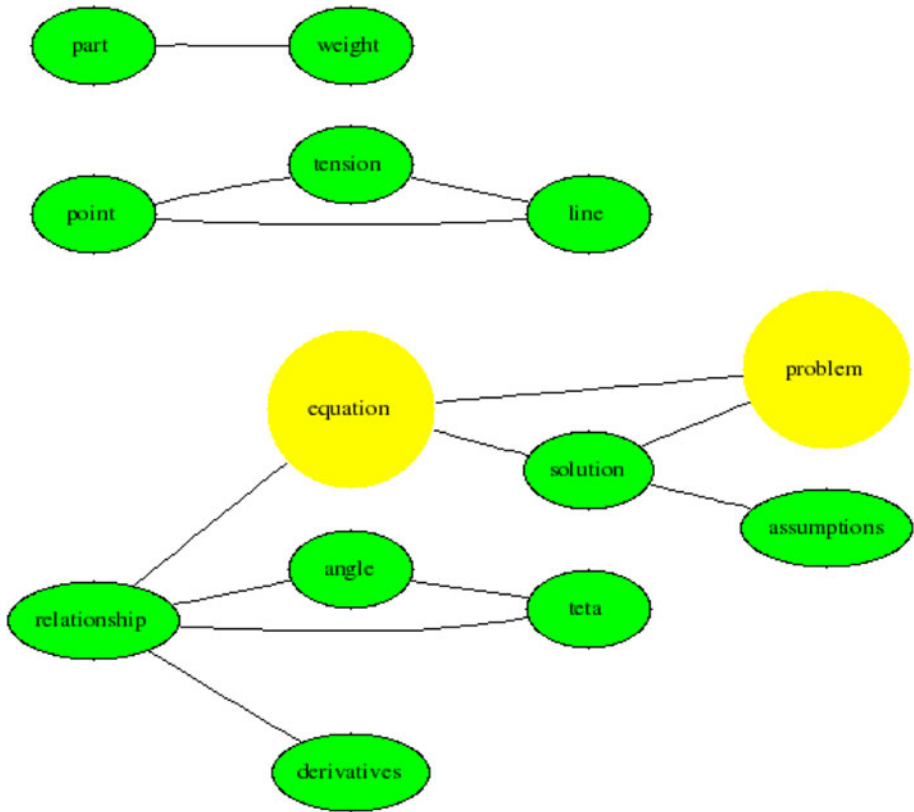 part
weight
tension
point
line
problem
equation
solution
assumptions
angle
teta
relationship
derivatives